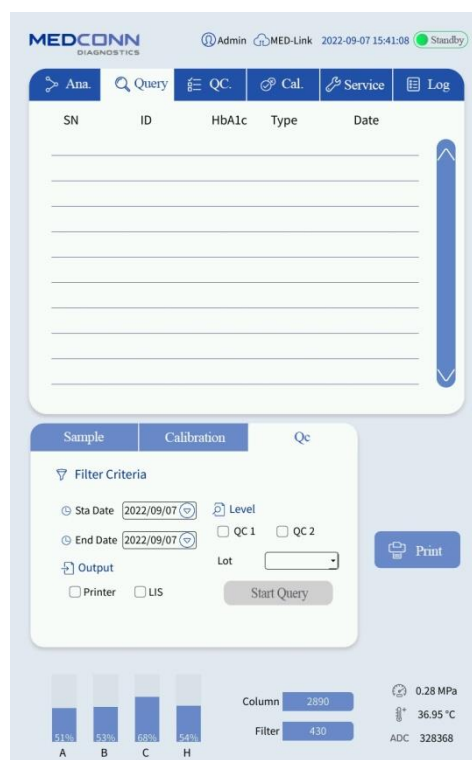 MEDCONN
DIAGNOSTICS
Admin MED-Link 2022-09-07 15:41:08 Standby
Ana. Query QC. Cal. Service Log
SN ID HbA1c Type Date
Sample Calibration Qc
Filter Criteria
Sta Date 2022/09/07 Level
QC 1 QC 2
End Date 2022/09/07
Output Lot
Printer LIS Start Query
Print
51% 53% 68% 54%
A B C H
Column 2890
Filter 430
0.28 MPa
36.95 °C
ADC 328368